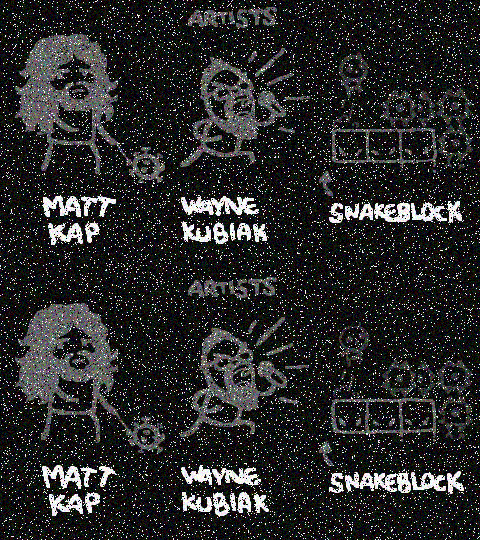 ARTISTS
MATT
KAP
WAYNE
KUBIAK
SNAKEBLOCK
ARTISTS
MATT
KAP
WAYNE
KUBIAK
SNAKEBLOCK